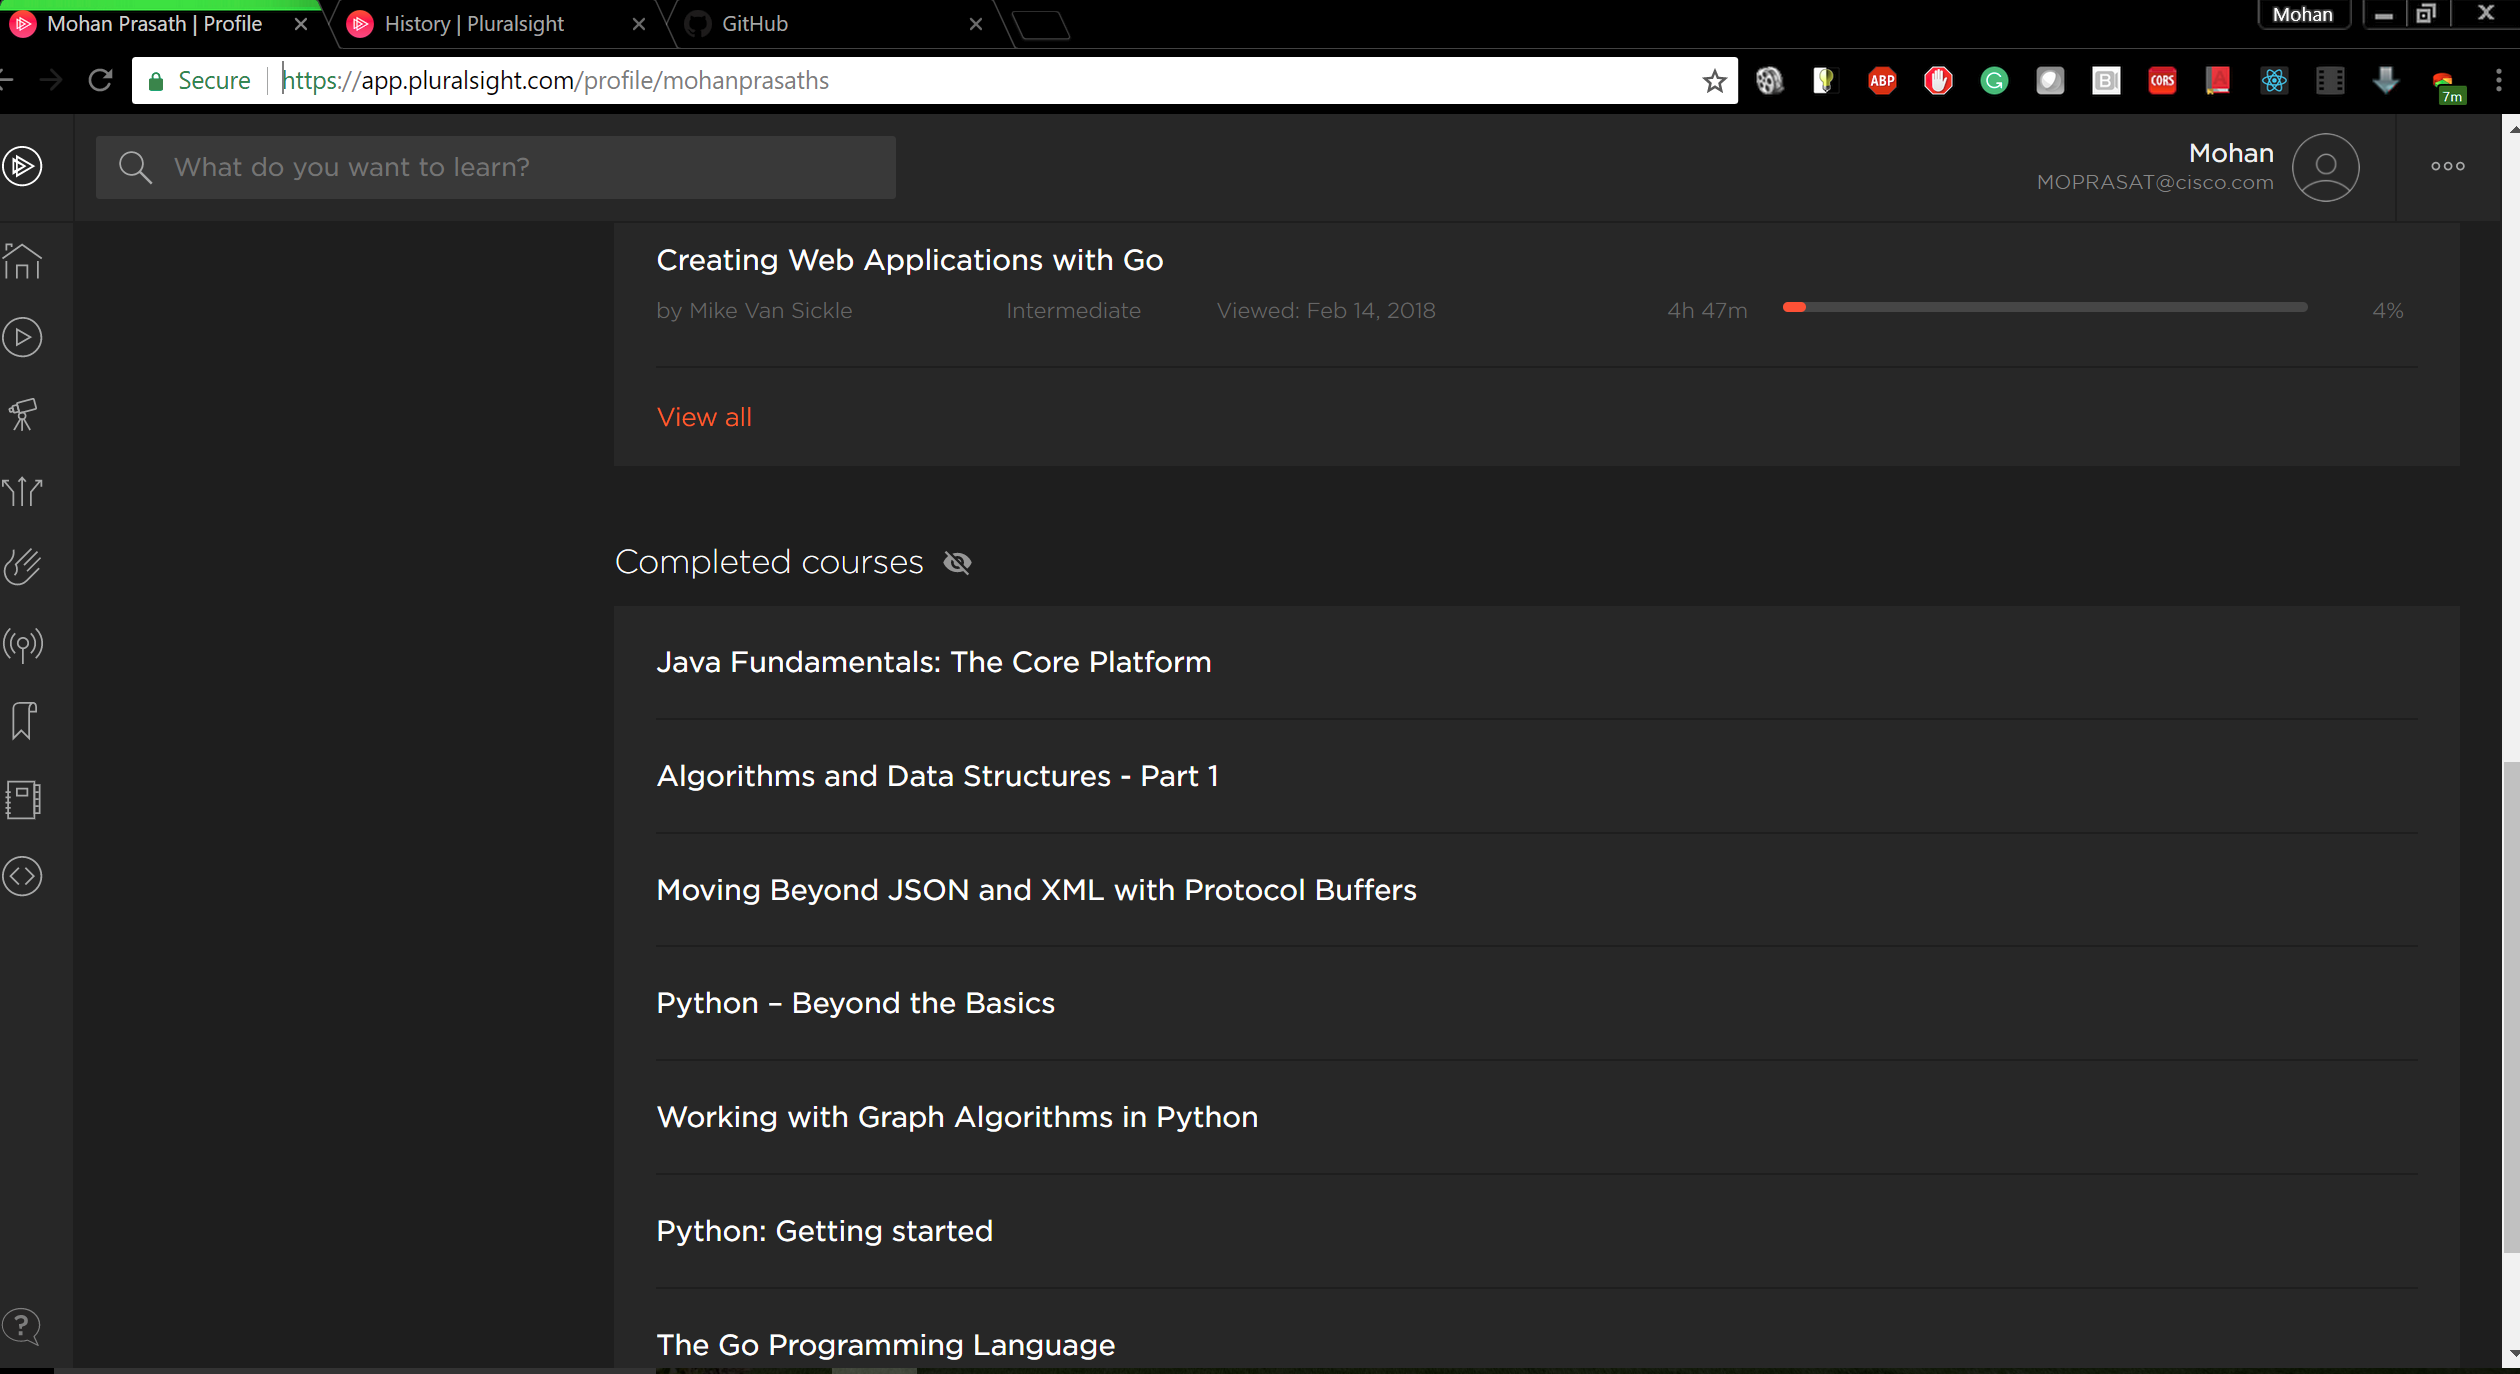 Mohan Prasath | Profile
History | Pluralsight
GitHub
Mohan
Secure
https://app.pluralsight.com/profile/mohanprasaths
ABP
G
B
CORS
A
7m
What do you want to learn?
Mohan
MOPRASAT@cisco.com
Creating Web Applications with Go
by Mike Van Sickle Intermediate Viewed: Feb 14, 2018 4h 47m 4%
View all
Completed courses
Java Fundamentals: The Core Platform
Algorithms and Data Structures - Part 1
Moving Beyond JSON and XML with Protocol Buffers
Python – Beyond the Basics
Working with Graph Algorithms in Python
Python: Getting started
The Go Programming Language